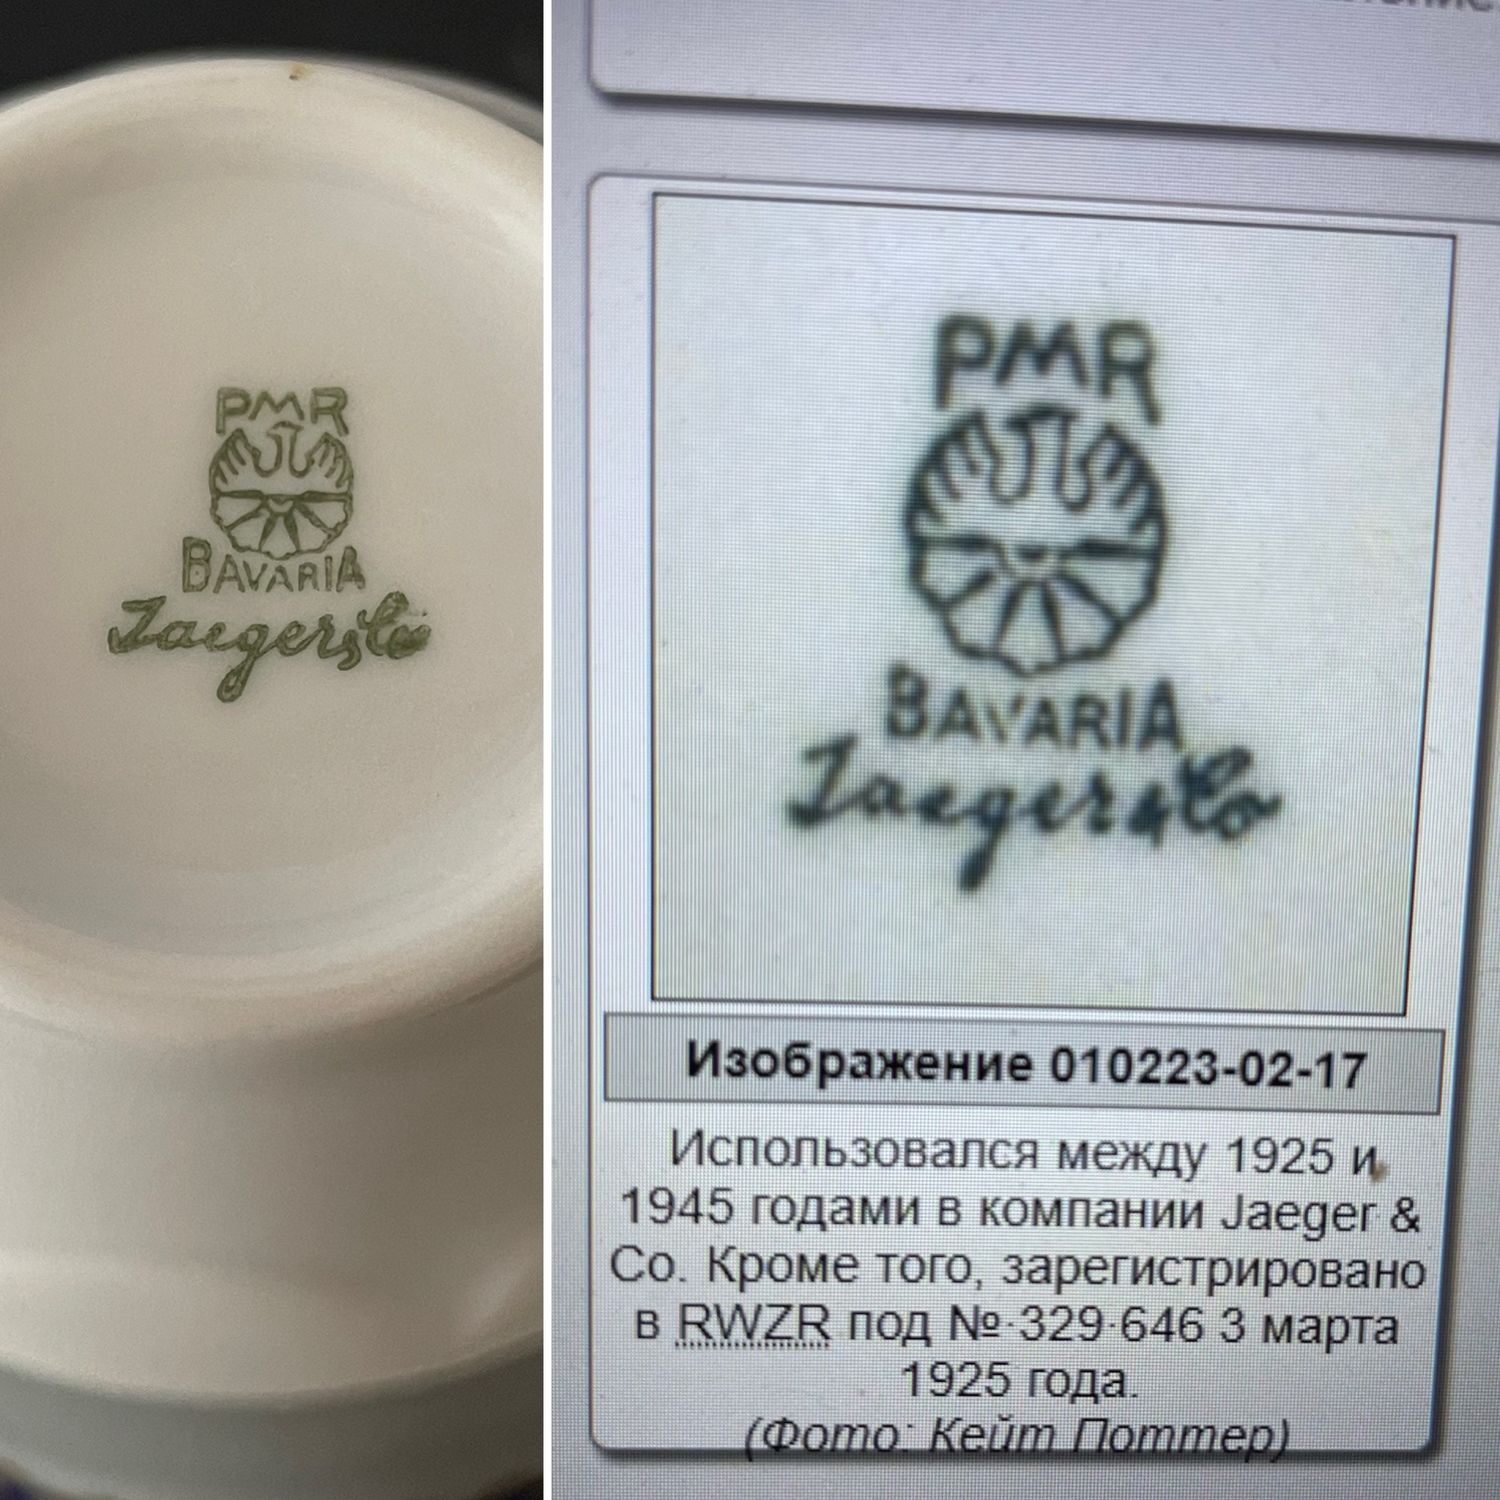 PMR
BAVARIA
Jaeger & Co
PMR
BAVARIA
Jaeger & Co
Изображение 010223-02-17
Использовался между 1925 и
1945 годами в компании Jaeger &
Co. Кроме того, зарегистрировано
в RWZR под №·329·646 3 марта
1925 года.
(Фото: Кейт Поттер)